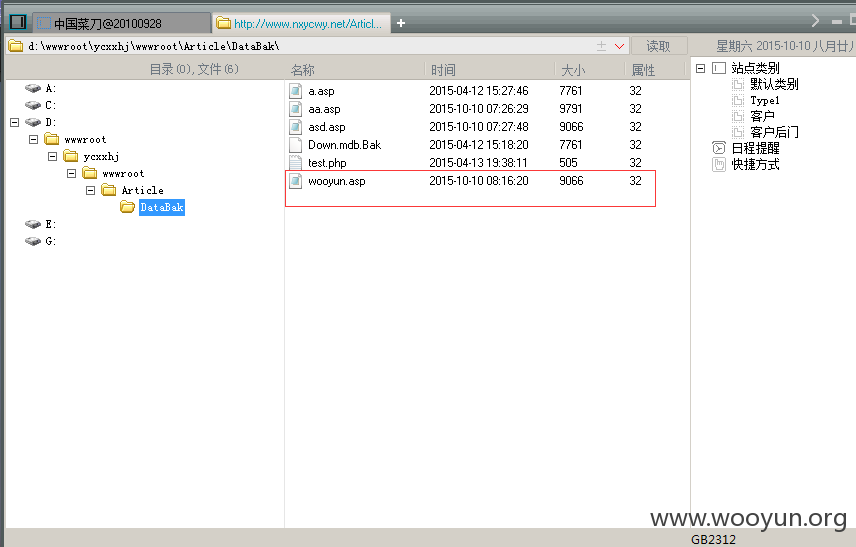 中国菜刀@20100928
http://www.nxycwy.net/Articl...
+
d:\wwwroot\ycxxhj\wwwroot\Article\DataBak\
读取
星期六 2015-10-10 八月廿
目录(0), 文件(6)
名称 时间 大小 属性
A:
C:
D:
wwwroot
ycxxhj
wwwroot
Article
DataBak
E:
G:
a.asp 2015-04-12 15:27:46 7761 32
aa.asp 2015-10-10 07:26:29 9791 32
asd.asp 2015-10-10 07:27:48 9066 32
Down.mdb.Bak 2015-04-12 15:18:20 7761 32
test.php 2015-04-13 19:38:11 505 32
wooyun.asp 2015-10-10 08:16:20 9066 32
站点类别
默认类别
Type1
客户
客户后门
日程提醒
快捷方式
www.wooyun.org
GB2312